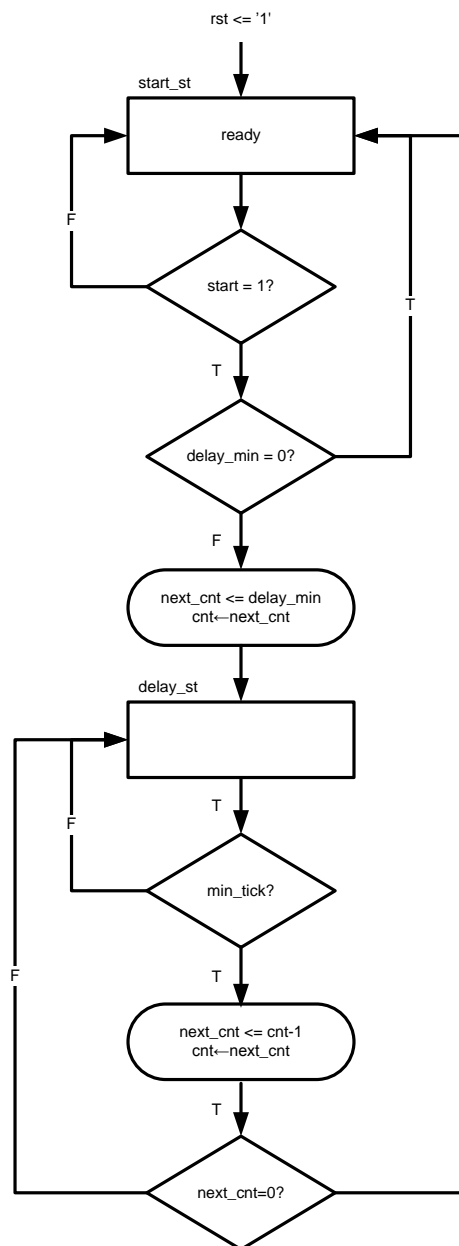 rst <= '1'
start_st
ready
F
start = 1?
T
T
delay_min = 0?
F
next_cnt <= delay_min
cnt←next_cnt
delay_st
T
F
min_tick?
F
T
next_cnt <= cnt-1
cnt←next_cnt
T
next_cnt=0?